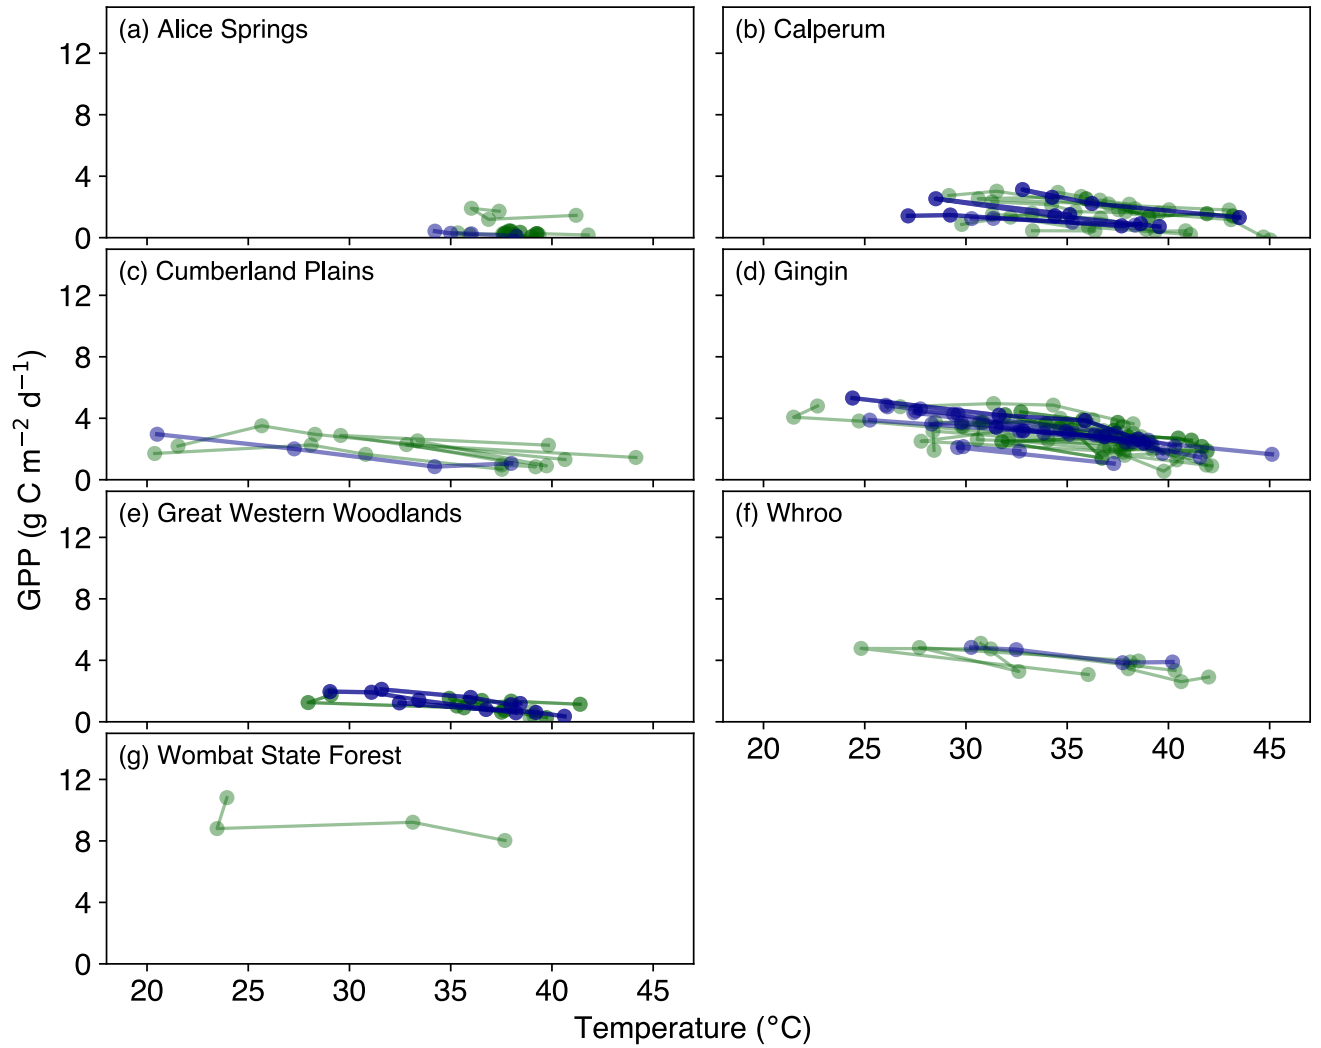 (a) Alice Springs
(b) Calperum
12
8
4
0
(c) Cumberland Plains
(d) Gingin
12
8
4
0
(e) Great Western Woodlands
(f) Whroo
12
8
4
0
20 25 30 35 40 45
(g) Wombat State Forest
12
8
4
0
20 25 30 35 40 45
Temperature (°C)
GPP (g C m⁻² d⁻¹)